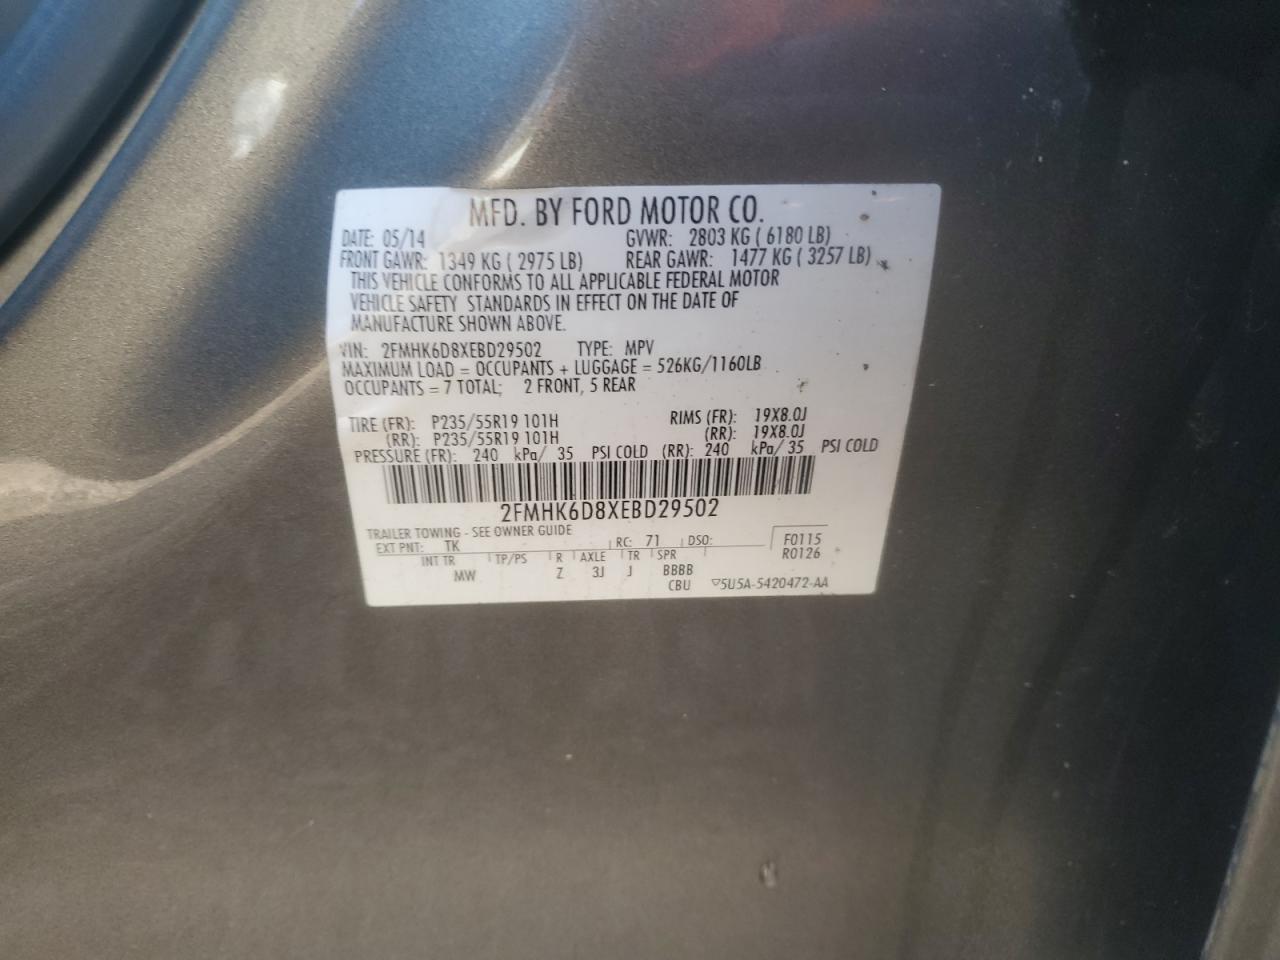 MFD. BY FORD MOTOR CO.
DATE: 05/14 GVWR: 2803 KG ( 6180 LB)
FRONT GAWR: 1349 KG ( 2975 LB) REAR GAWR: 1477 KG ( 3257 LB)
THIS VEHICLE CONFORMS TO ALL APPLICABLE FEDERAL MOTOR
VEHICLE SAFETY STANDARDS IN EFFECT ON THE DATE OF
MANUFACTURE SHOWN ABOVE.
VIN: 2FMHK6D8XEBD29502 TYPE: MPV
MAXIMUM LOAD = OCCUPANTS + LUGGAGE = 526KG/1160LB
OCCUPANTS = 7 TOTAL; 2 FRONT, 5 REAR
TIRE (FR): P235/55R19 101H RIMS (FR): 19X8.0J
(RR): P235/55R19 101H (RR): 19X8.0J
PRESSURE (FR): 240 kPa/ 35 PSI COLD (RR): 240 kPa/ 35 PSI COLD
2FMHK6D8XEBD29502
TRAILER TOWING - SEE OWNER GUIDE
EXT PNT: TK RC: 71 DSO: F0115
INT TR TP/PS R AXLE TR SPR R0126
MW Z 3J J BBBB
CBU ▽5U5A-5420472-AA